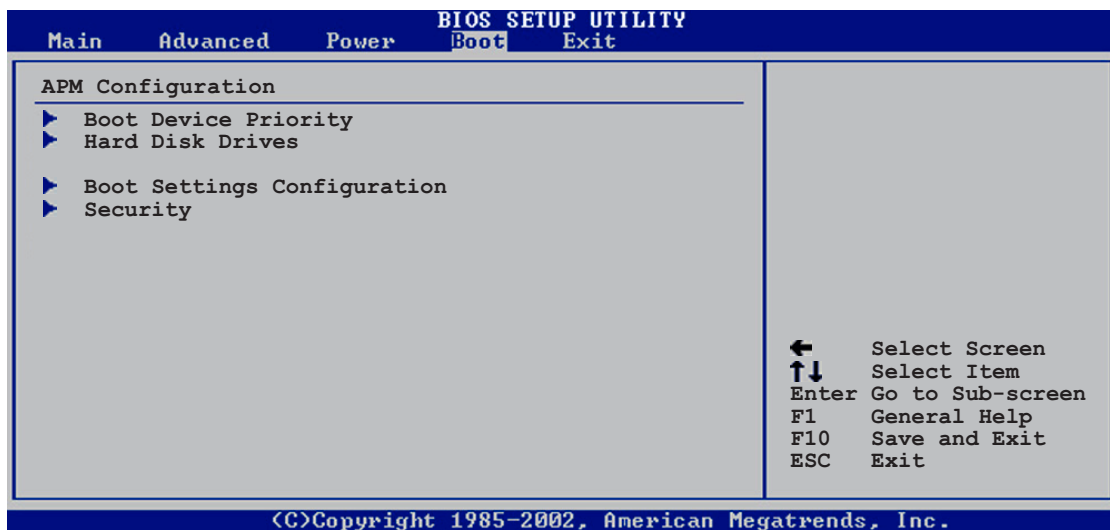 BIOS SETUP UTILITY
Main Advanced Power Boot Exit
APM Configuration
Boot Device Priority
Hard Disk Drives
Boot Settings Configuration
Security
← Select Screen
↑↓ Select Item
Enter Go to Sub-screen
F1 General Help
F10 Save and Exit
ESC Exit
(C)Copyright 1985-2002, American Megatrends, Inc.